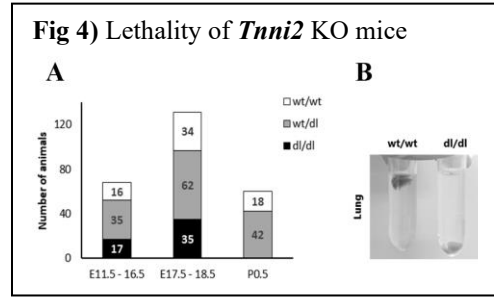 Fig 4) Lethality of Tnni2 KO mice
A
B
Number of animals
120
80
40
0
wt/wt
wt/dl
dl/dl
16
35
17
34
62
35
18
42
E11.5 - 16.5
E17.5 - 18.5
P0.5
wt/wt dl/dl
Lung